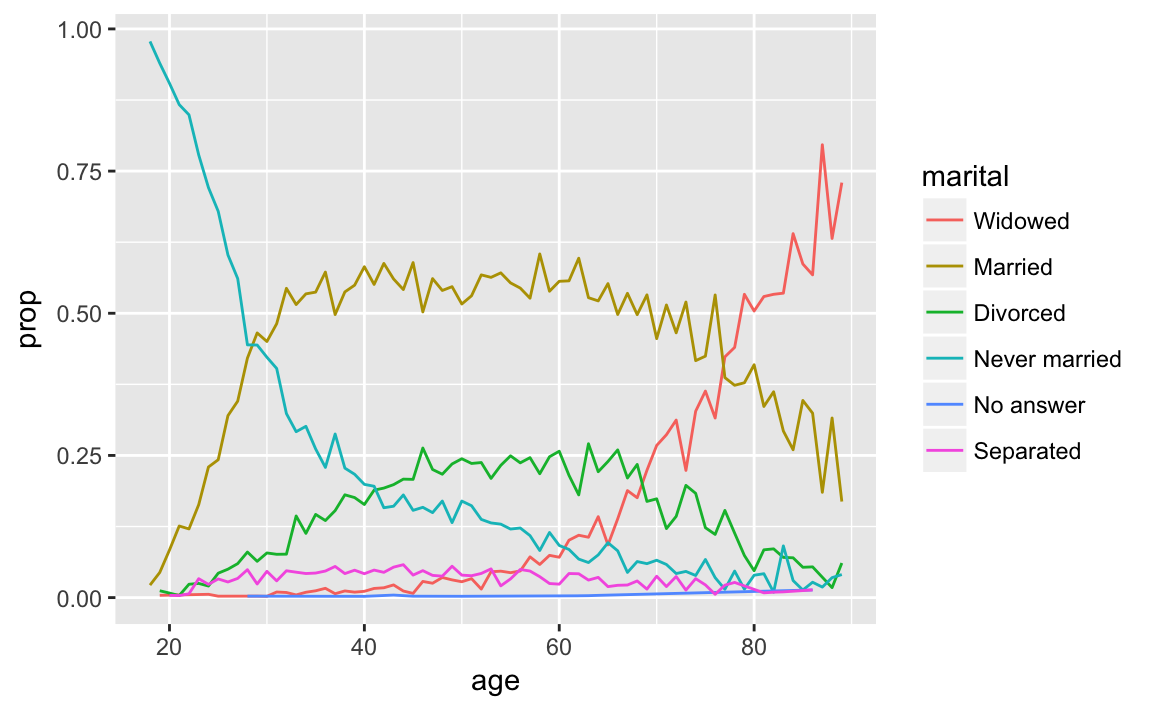 1.00
0.75
0.50
0.25
0.00
prop
20 40 60 80
age
marital
Widowed
Married
Divorced
Never married
No answer
Separated